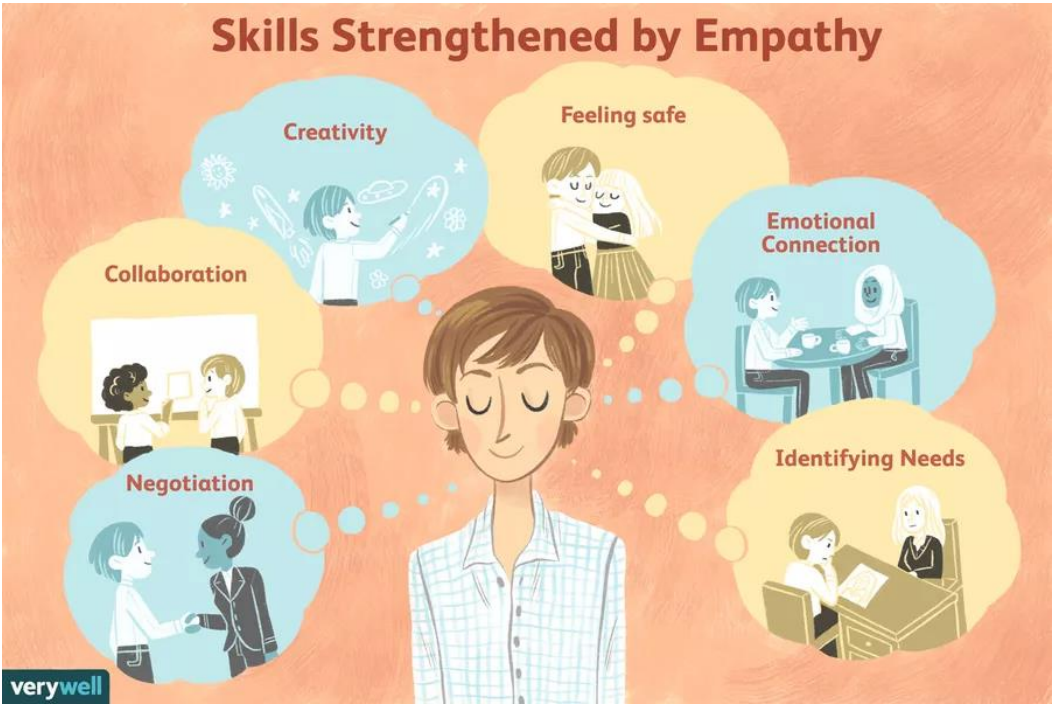 Skills Strengthened by Empathy
Creativity
Feeling safe
Emotional
Connection
Collaboration
Identifying Needs
Negotiation
verywell